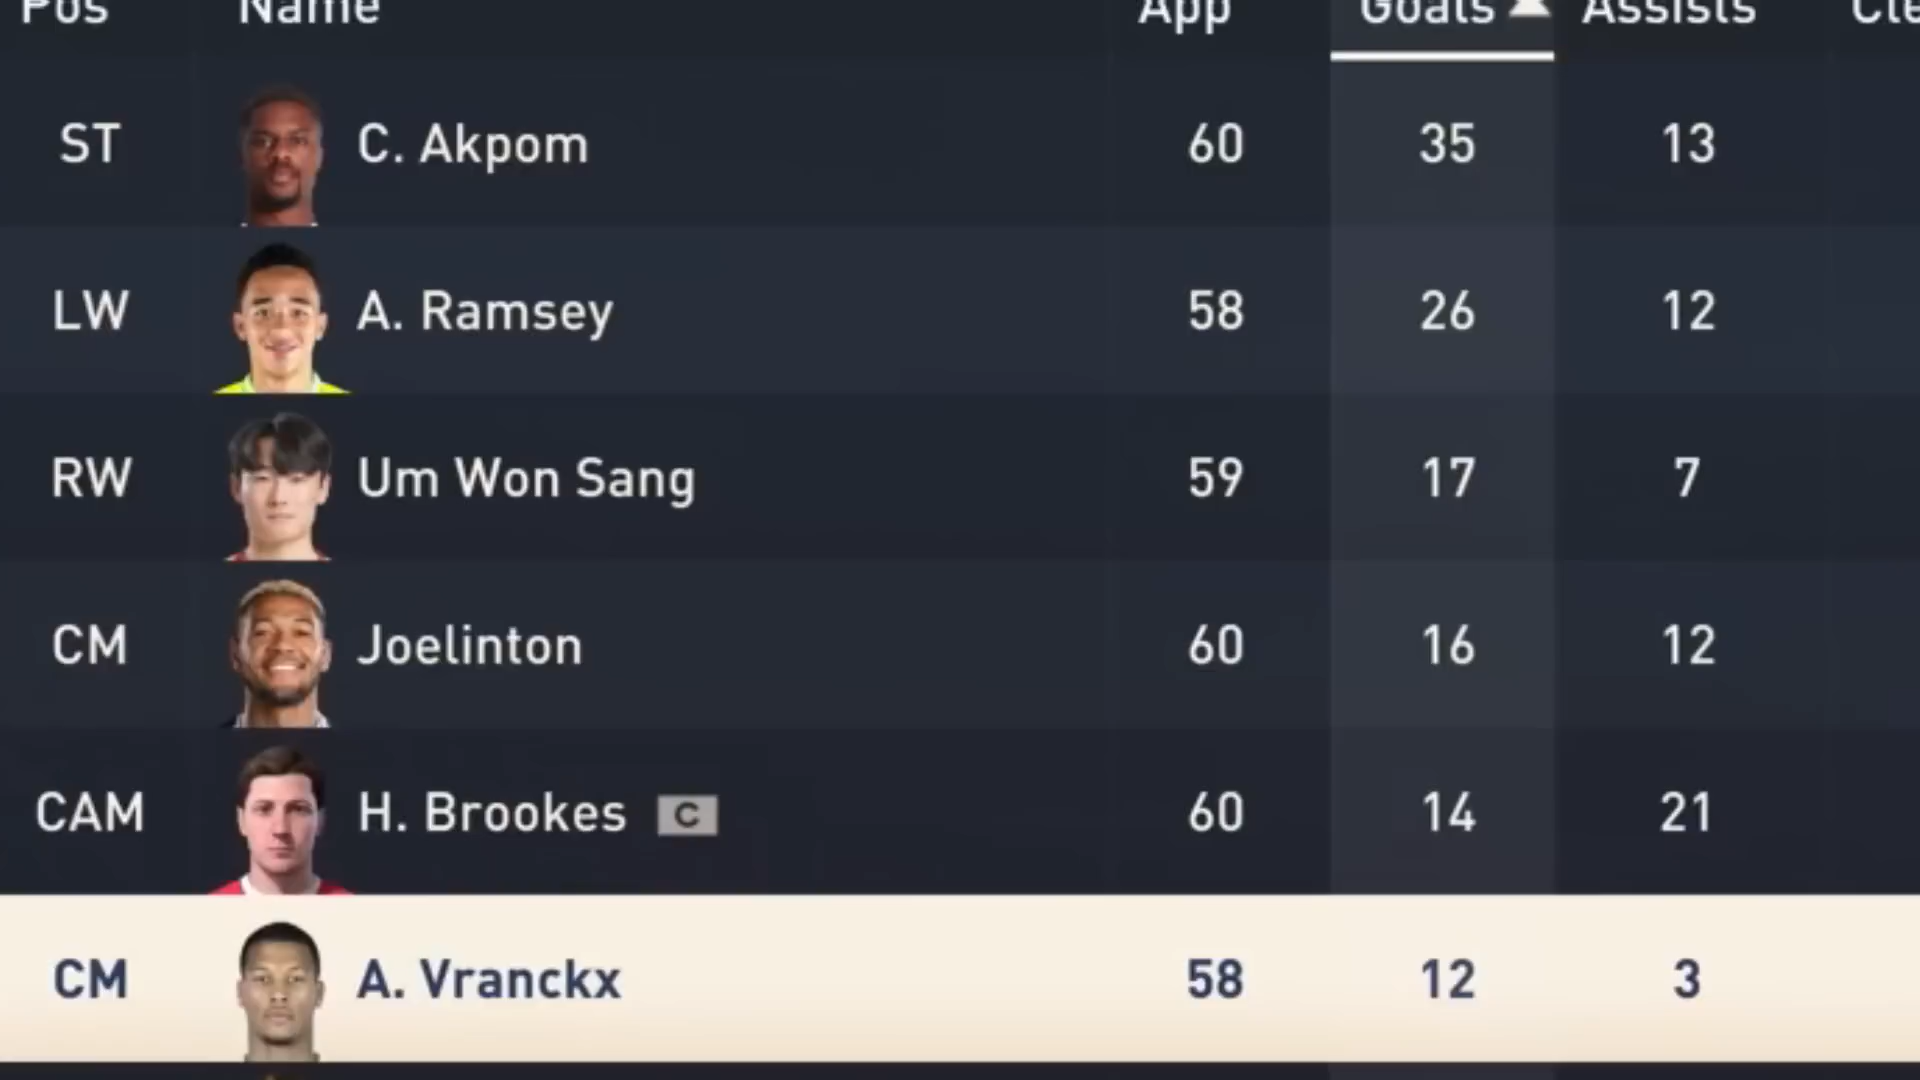 Pos Name App Goals Assists Cle
ST C. Akpom 60 35 13
LW A. Ramsey 58 26 12
RW Um Won Sang 59 17 7
CM Joelinton 60 16 12
CAM H. Brookes C 60 14 21
CM A. Vranckx 58 12 3